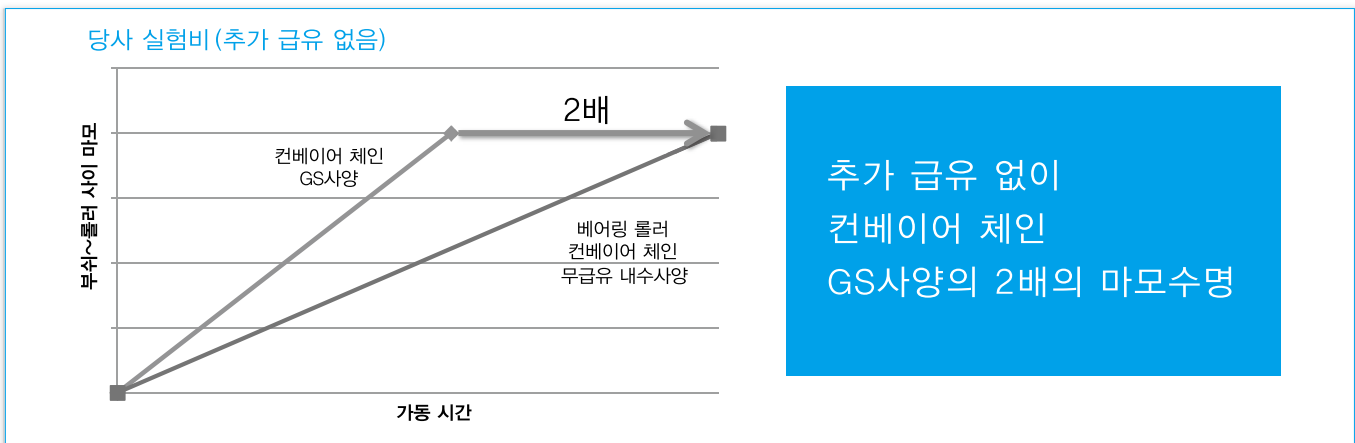 당사 실험비 (추가 급유 없음)
2배
컨베이어 체인
GS사양
부쉬~롤러 사이 마모
베어링 롤러
컨베이어 체인
무급유 내수사양
가동 시간
추가 급유 없이
컨베이어 체인
GS사양의 2배의 마모수명